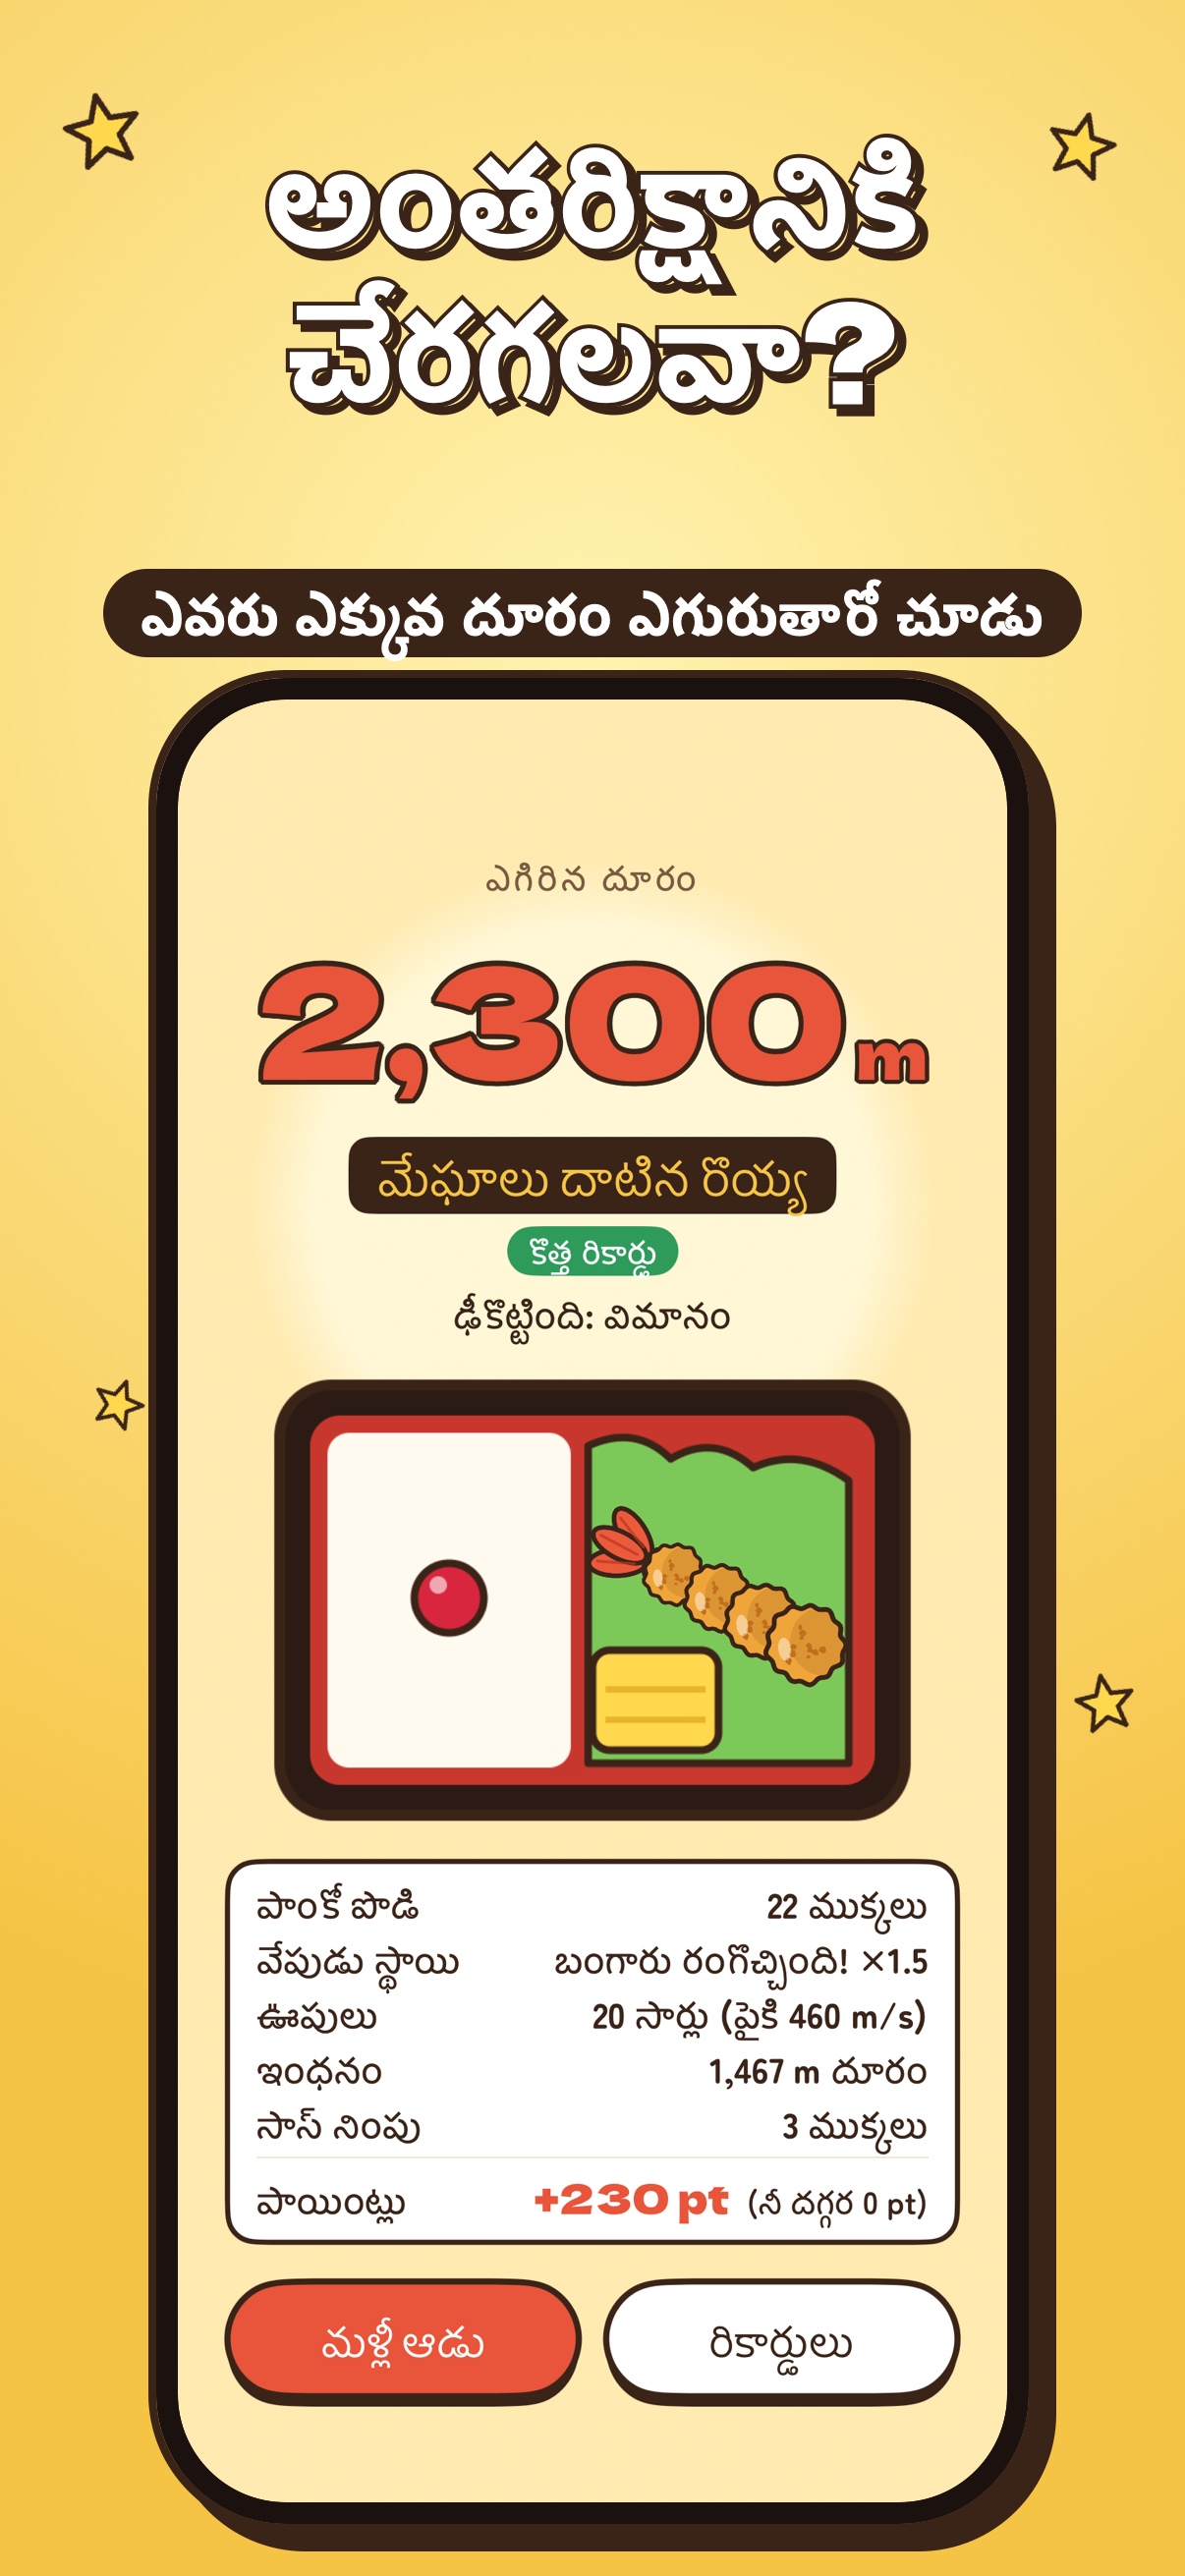 అంతరిక్షానికి
చేరగలవా?
ఎవరు ఎక్కువ దూరం ఎగురుతారో చూడు
ఎగిరిన దూరం
2,300 m
మేఘాలు దాటిన రొయ్య
కొత్త రికార్డు
ఢీకొట్టింది: విమానం
పాంకో పొడి 22 ముక్కలు
వేపుడు స్థాయి బంగారు రంగొచ్చింది! ×1.5
ఊపులు 20 సార్లు (పైకి 460 m/s)
ఇంధనం 1,467 m దూరం
సాస్ నింపు 3 ముక్కలు
పాయింట్లు +230 pt (నీ దగ్గర 0 pt)
మళ్లీ ఆడు రికార్డులు